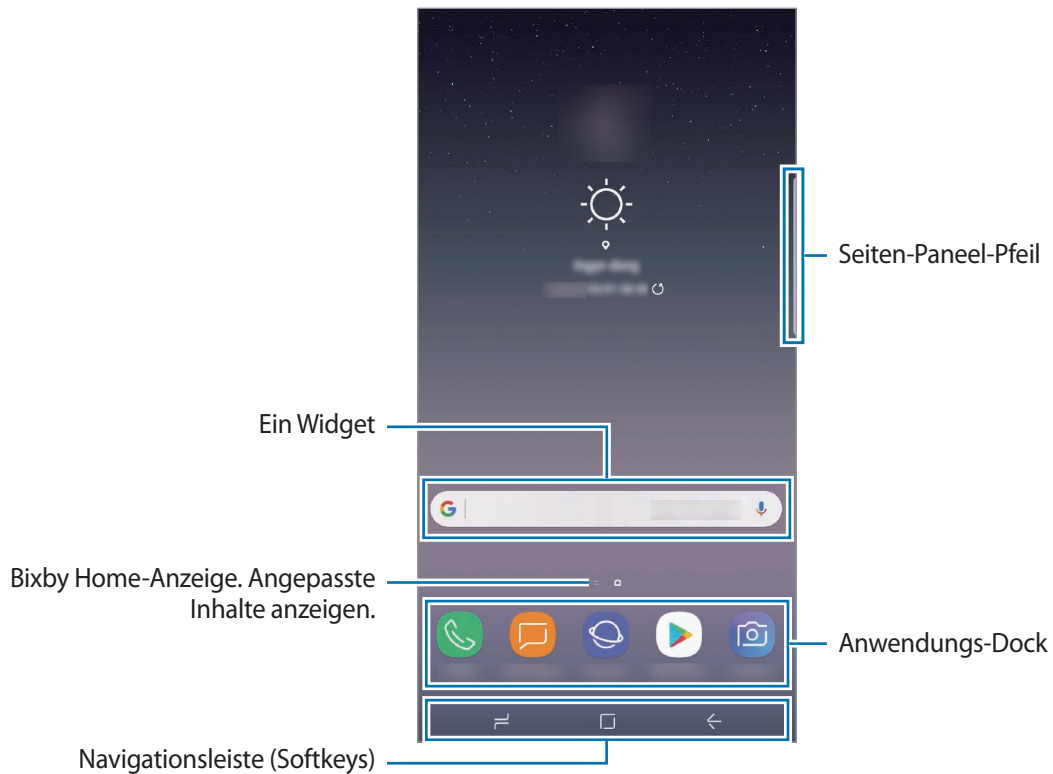 Seiten-Paneel-Pfeil
Ein Widget
Bixby Home-Anzeige. Angepasste
Inhalte anzeigen.
Anwendungs-Dock
Navigationsleiste (Softkeys)